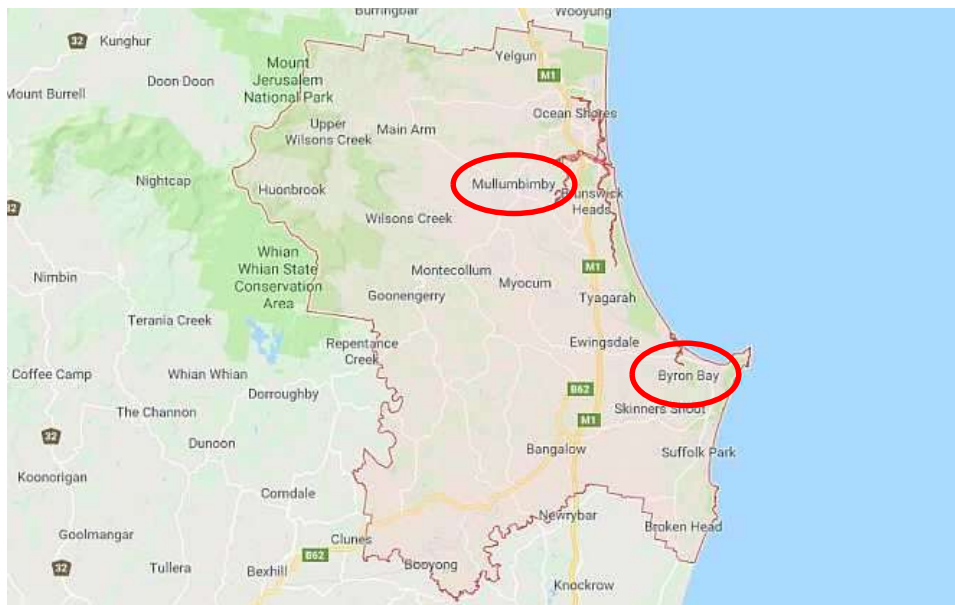 Burringbar
Wooyung
32
Kunghur
Yelgun
Mount
Jerusalem
National Park
M1
Doon Doon
Mount Burrell
Ocean Shores
Upper
Wilsons Creek
Main Arm
Nightcap
Huonbrook
Mullumbimby
Brunswick
Heads
32
Wilsons Creek
Whian
Whian State
Conservation
Area
Nimbin
Montecollum
M1
Myocum
Goonengerry
Tyagarah
Terania Creek
Repentance
Creek
Ewingsdale
Coffee Camp
Whian Whian
Byron Bay
Dorroughby
B62
The Channon
Skinners Shoot
M1
32
Dunoon
Bangalow
Suffolk Park
Koonorigan
Corndale
Newrybar
Broken Head
Goolmangar
Clunes
B62
32
Tullera
Bexhill
Booyong
Knockrow